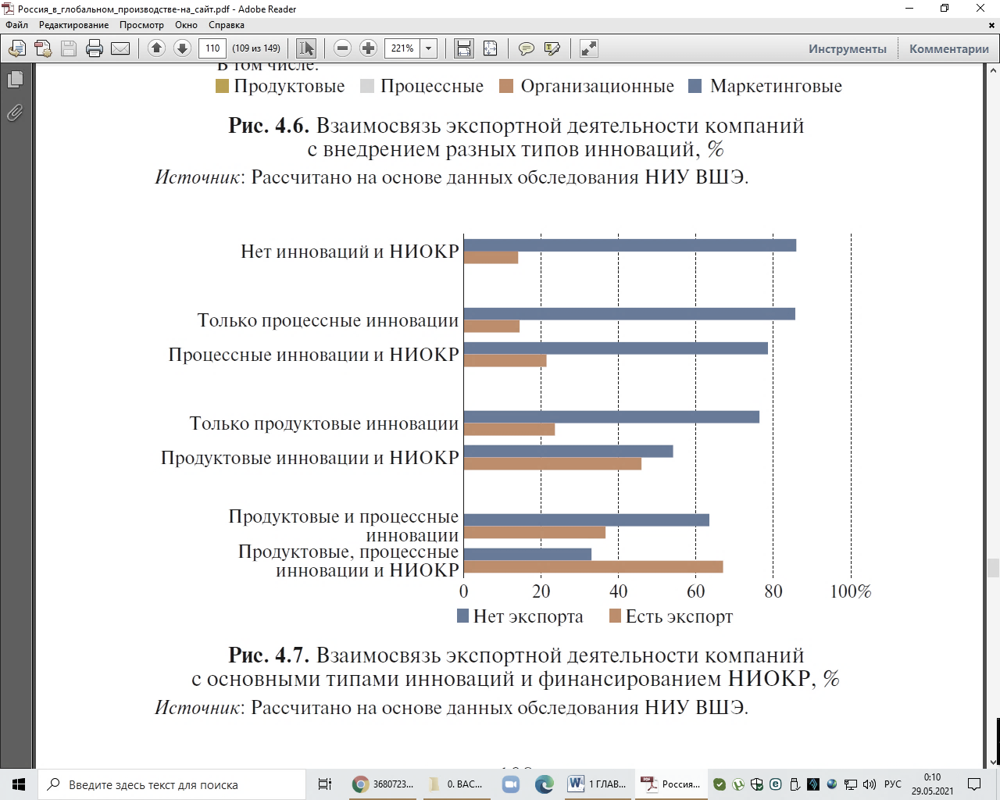 Россия_в_глобальном_производстве-на_сайт.pdf - Adobe Reader
Файл Редактирование Просмотр Окно Справка
110 (109 из 149) 221% Инструменты Комментарии
В том числе:
Продуктовые Процессные Организационные Маркетинговые
Рис. 4.6. Взаимосвязь экспортной деятельности компаний
с внедрением разных типов инноваций, %
Источник: Рассчитано на основе данных обследования НИУ ВШЭ.
Нет инноваций и НИОКР
Только процессные инновации
Процессные инновации и НИОКР
Только продуктовые инновации
Продуктовые инновации и НИОКР
Продуктовые и процессные
инновации
Продуктовые, процессные
инновации и НИОКР
0 20 40 60 80 100%
Нет экспорта Есть экспорт
Рис. 4.7. Взаимосвязь экспортной деятельности компаний
с основными типами инноваций и финансированием НИОКР, %
Источник: Рассчитано на основе данных обследования НИУ ВШЭ.
Введите здесь текст для поиска
3680723... 0. ВАС... 1 ГЛАВ... Россия... РУС 0:10
29.05.2021